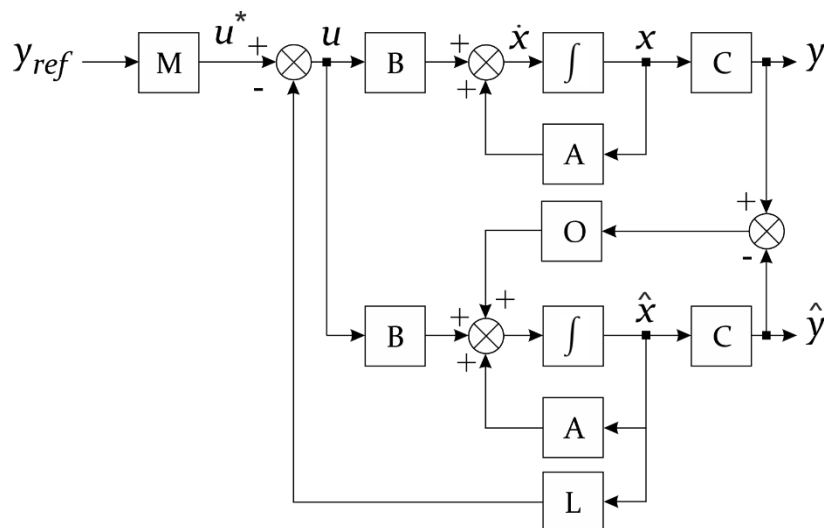 y_ref M u* + - u B + + ẋ ∫ x C y
A
O + -
B + + + ∫ x̂ C ŷ
A
L